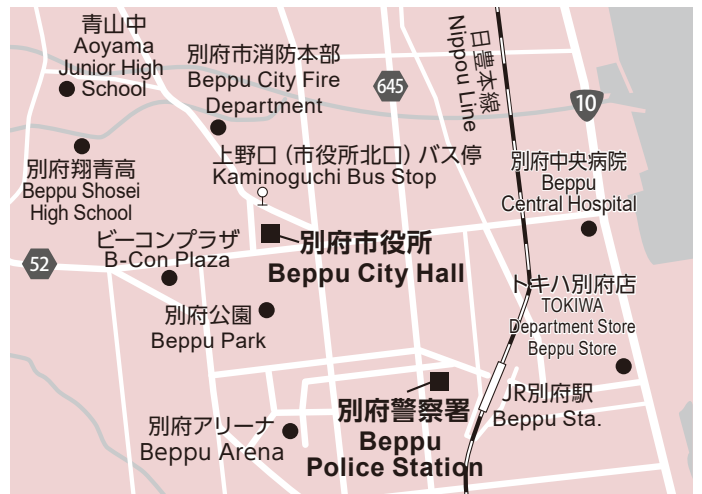 青山中
Aoyama
Junior High
School
別府市消防本部
Beppu City Fire
Department
645
日豊本線
Nippou Line
10
別府翔青高
Beppu Shosei
High School
上野口（市役所北口）バス停
Kaminoguchi Bus Stop
別府中央病院
Beppu
Central Hospital
ビーコンプラザ
B-Con Plaza
52
別府市役所
Beppu City Hall
トキハ別府店
TOKIWA
Department Store
Beppu Store
別府公園
Beppu Park
別府警察署
Beppu
Police Station
JR別府駅
Beppu Sta.
別府アリーナ
Beppu Arena